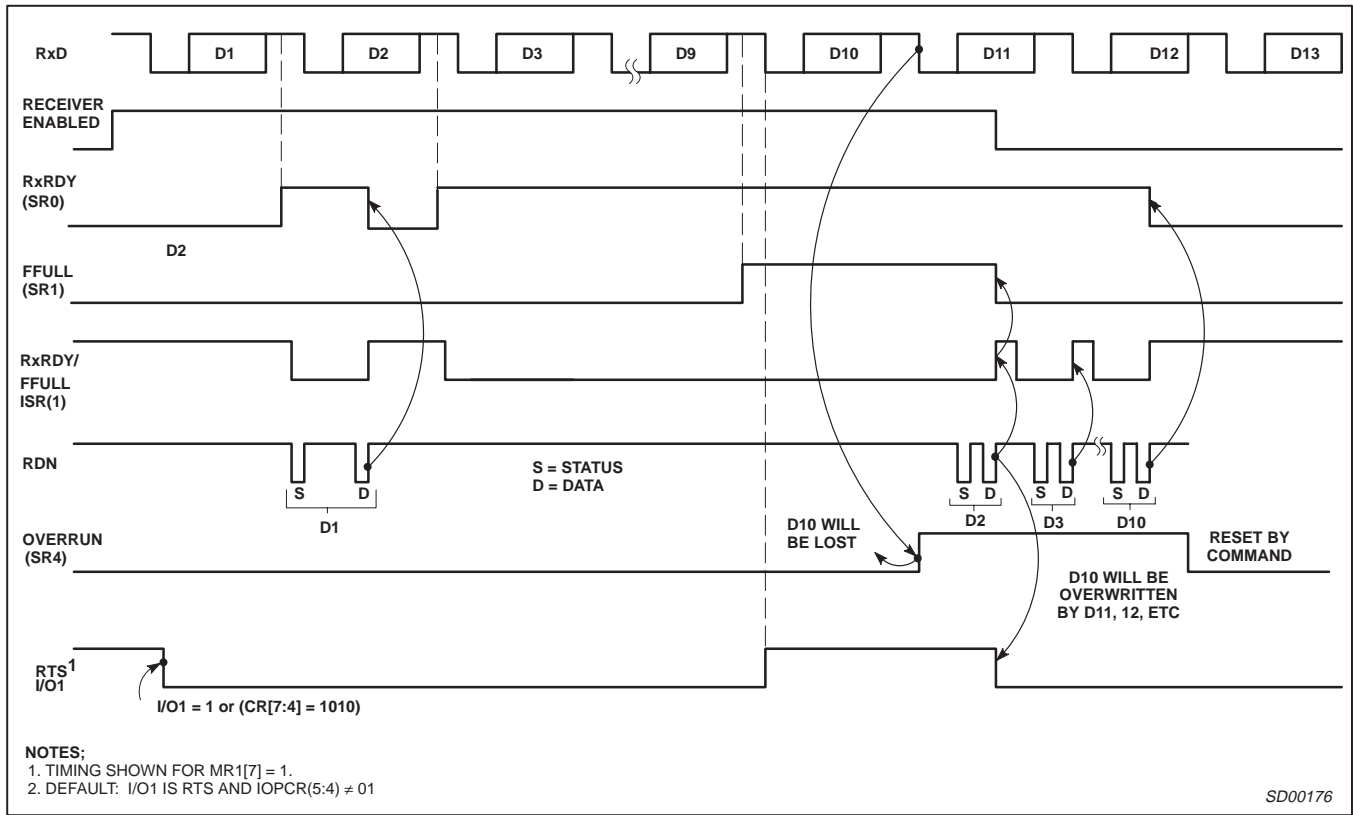 RxD
D1
D2
D3
D9
D10
D11
D12
D13
RECEIVER
ENABLED
RxRDY
(SR0)
D2
FFULL
(SR1)
RxRDY/
FFULL
ISR(1)
RDN
S = STATUS
D = DATA
S D
D1
S D
D2
S D
D3
S D
D10
OVERRUN
(SR4)
D10 WILL
BE LOST
RESET BY
COMMAND
D10 WILL BE
OVERWRITTEN
BY D11, 12, ETC
RTS1
I/O1
I/O1 = 1 or (CR[7:4] = 1010)
NOTES;
1. TIMING SHOWN FOR MR1[7] = 1.
2. DEFAULT: I/O1 IS RTS AND IOPCR(5:4) ≠ 01
SD00176